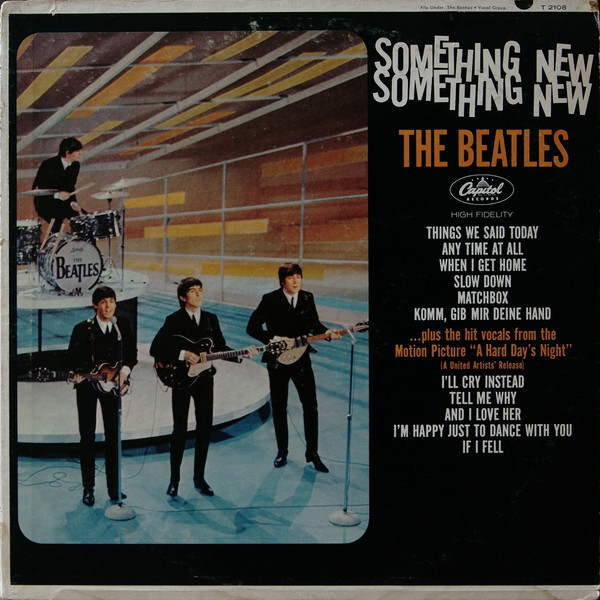 File Under: The Beatles • Vocal Group
T 2108
SOMETHING NEW
SOMETHING NEW
THE BEATLES
Capitol
RECORDS
HIGH FIDELITY
THINGS WE SAID TODAY
ANY TIME AT ALL
WHEN I GET HOME
SLOW DOWN
MATCHBOX
KOMM, GIB MIR DEINE HAND
...plus the hit vocals from the
Motion Picture "A Hard Day's Night"
(A United Artists' Release)
I'LL CRY INSTEAD
TELL ME WHY
AND I LOVE HER
I'M HAPPY JUST TO DANCE WITH YOU
IF I FELL
Ludwig
THE
BEATLES